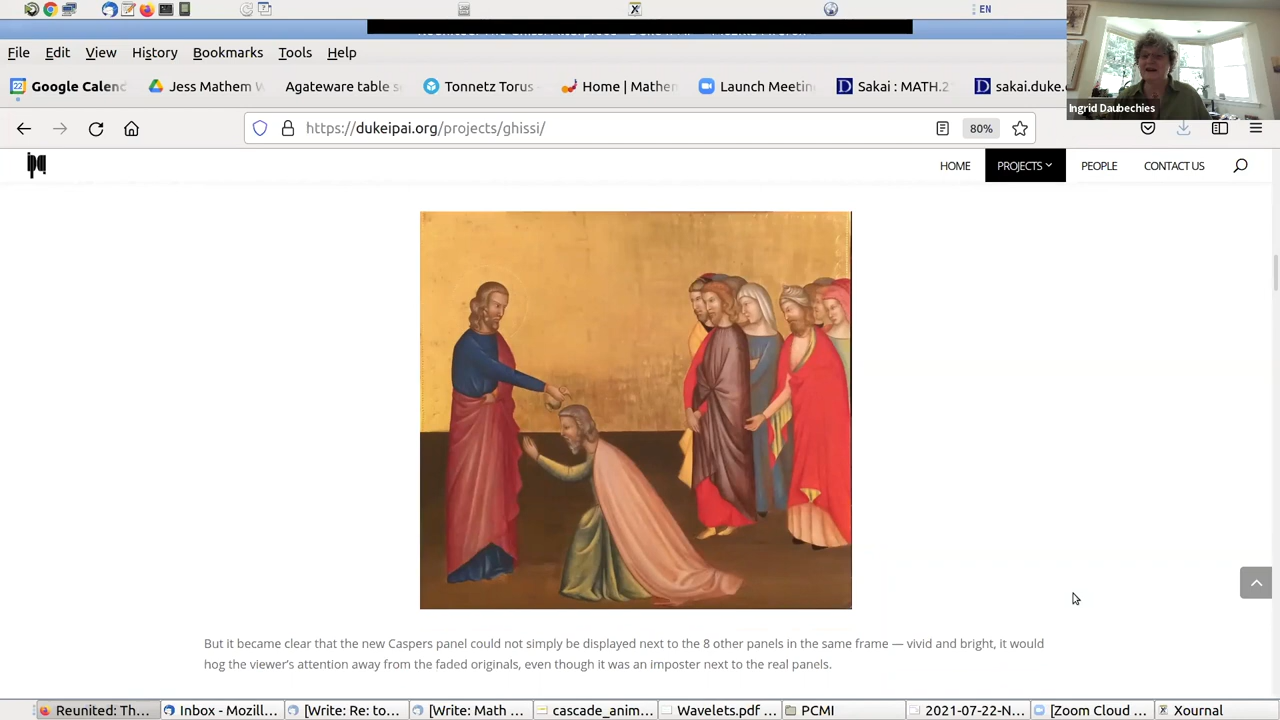 EN
File Edit View History Bookmarks Tools Help
Google Calend Jess Mathem W Agateware table s Tonnetz Torus - Home | Mathem Launch Meetin Sakai : MATH.2 sakai.duke.e
Ingrid Daubechies
https://dukeipai.org/projects/ghissi/ 80%
ipai
HOME PROJECTS PEOPLE CONTACT US
But it became clear that the new Caspers panel could not simply be displayed next to the 8 other panels in the same frame — vivid and bright, it would
hog the viewer's attention away from the faded originals, even though it was an imposter next to the real panels.
Reunited: Th... Inbox - Mozill... [Write: Re: to... [Write: Math ... cascade_anim... Wavelets.pdf ... PCMI 2021-07-22-N... [Zoom Cloud ... Xournal